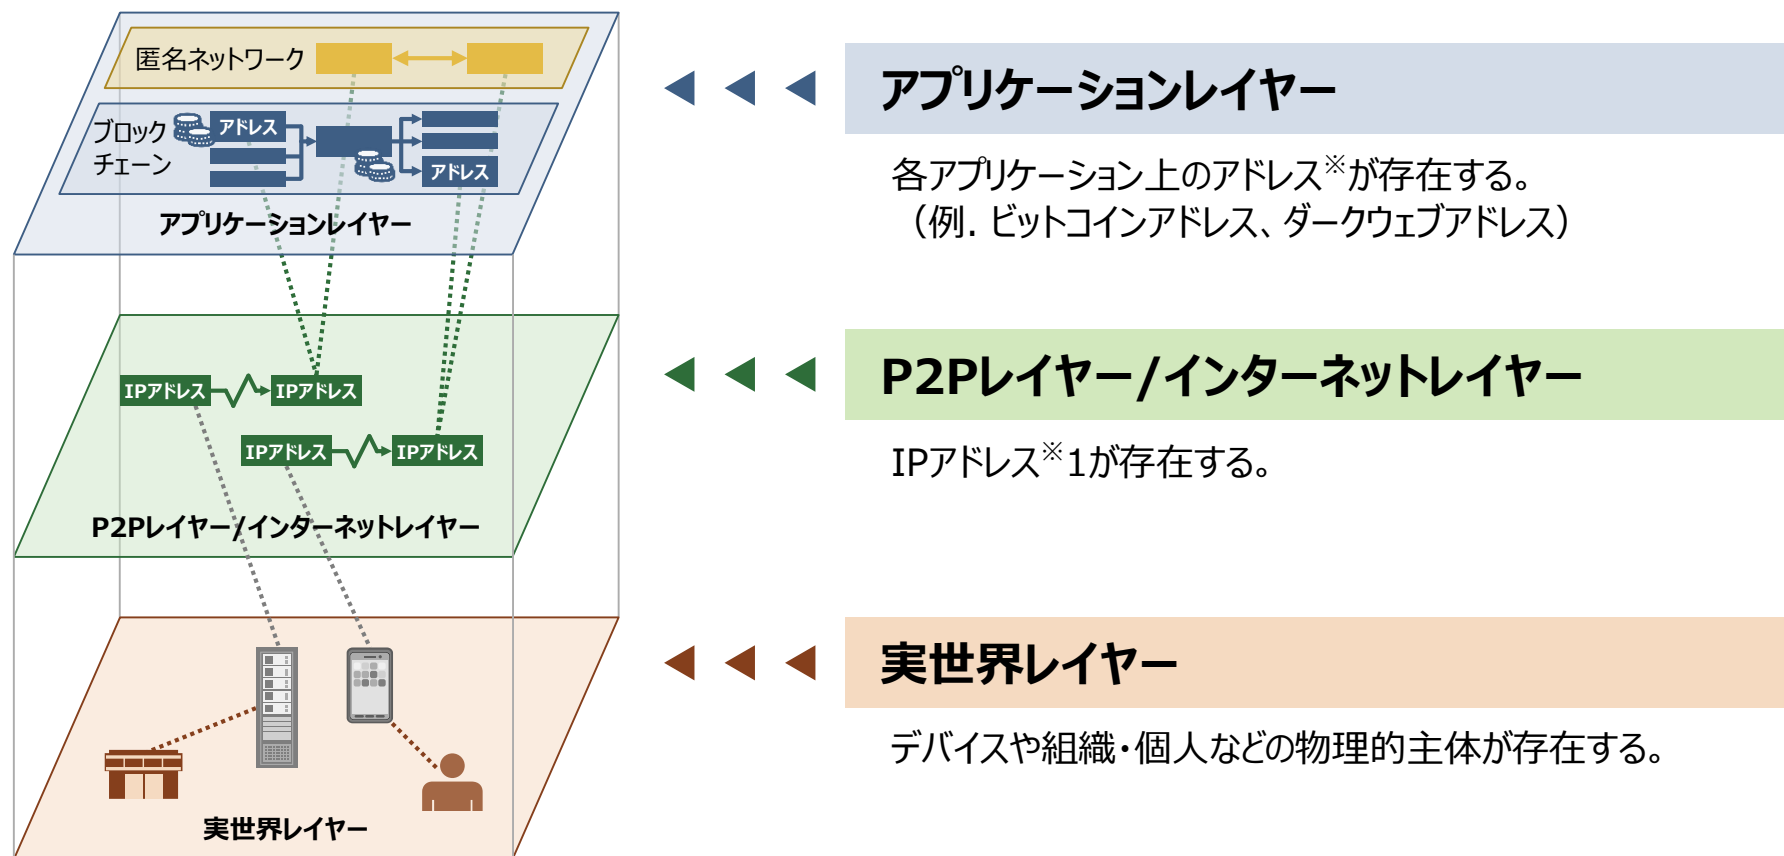 匿名ネットワーク
ブロック
チェーン
アドレス
アドレス
アプリケーションレイヤー
IPアドレス
IPアドレス
IPアドレス
IPアドレス
P2Pレイヤー/インターネットレイヤー
実世界レイヤー
アプリケーションレイヤー
各アプリケーション上のアドレス※が存在する。
（例. ビットコインアドレス、ダークウェブアドレス）
P2Pレイヤー/インターネットレイヤー
IPアドレス※1が存在する。
実世界レイヤー
デバイスや組織・個人などの物理的主体が存在する。